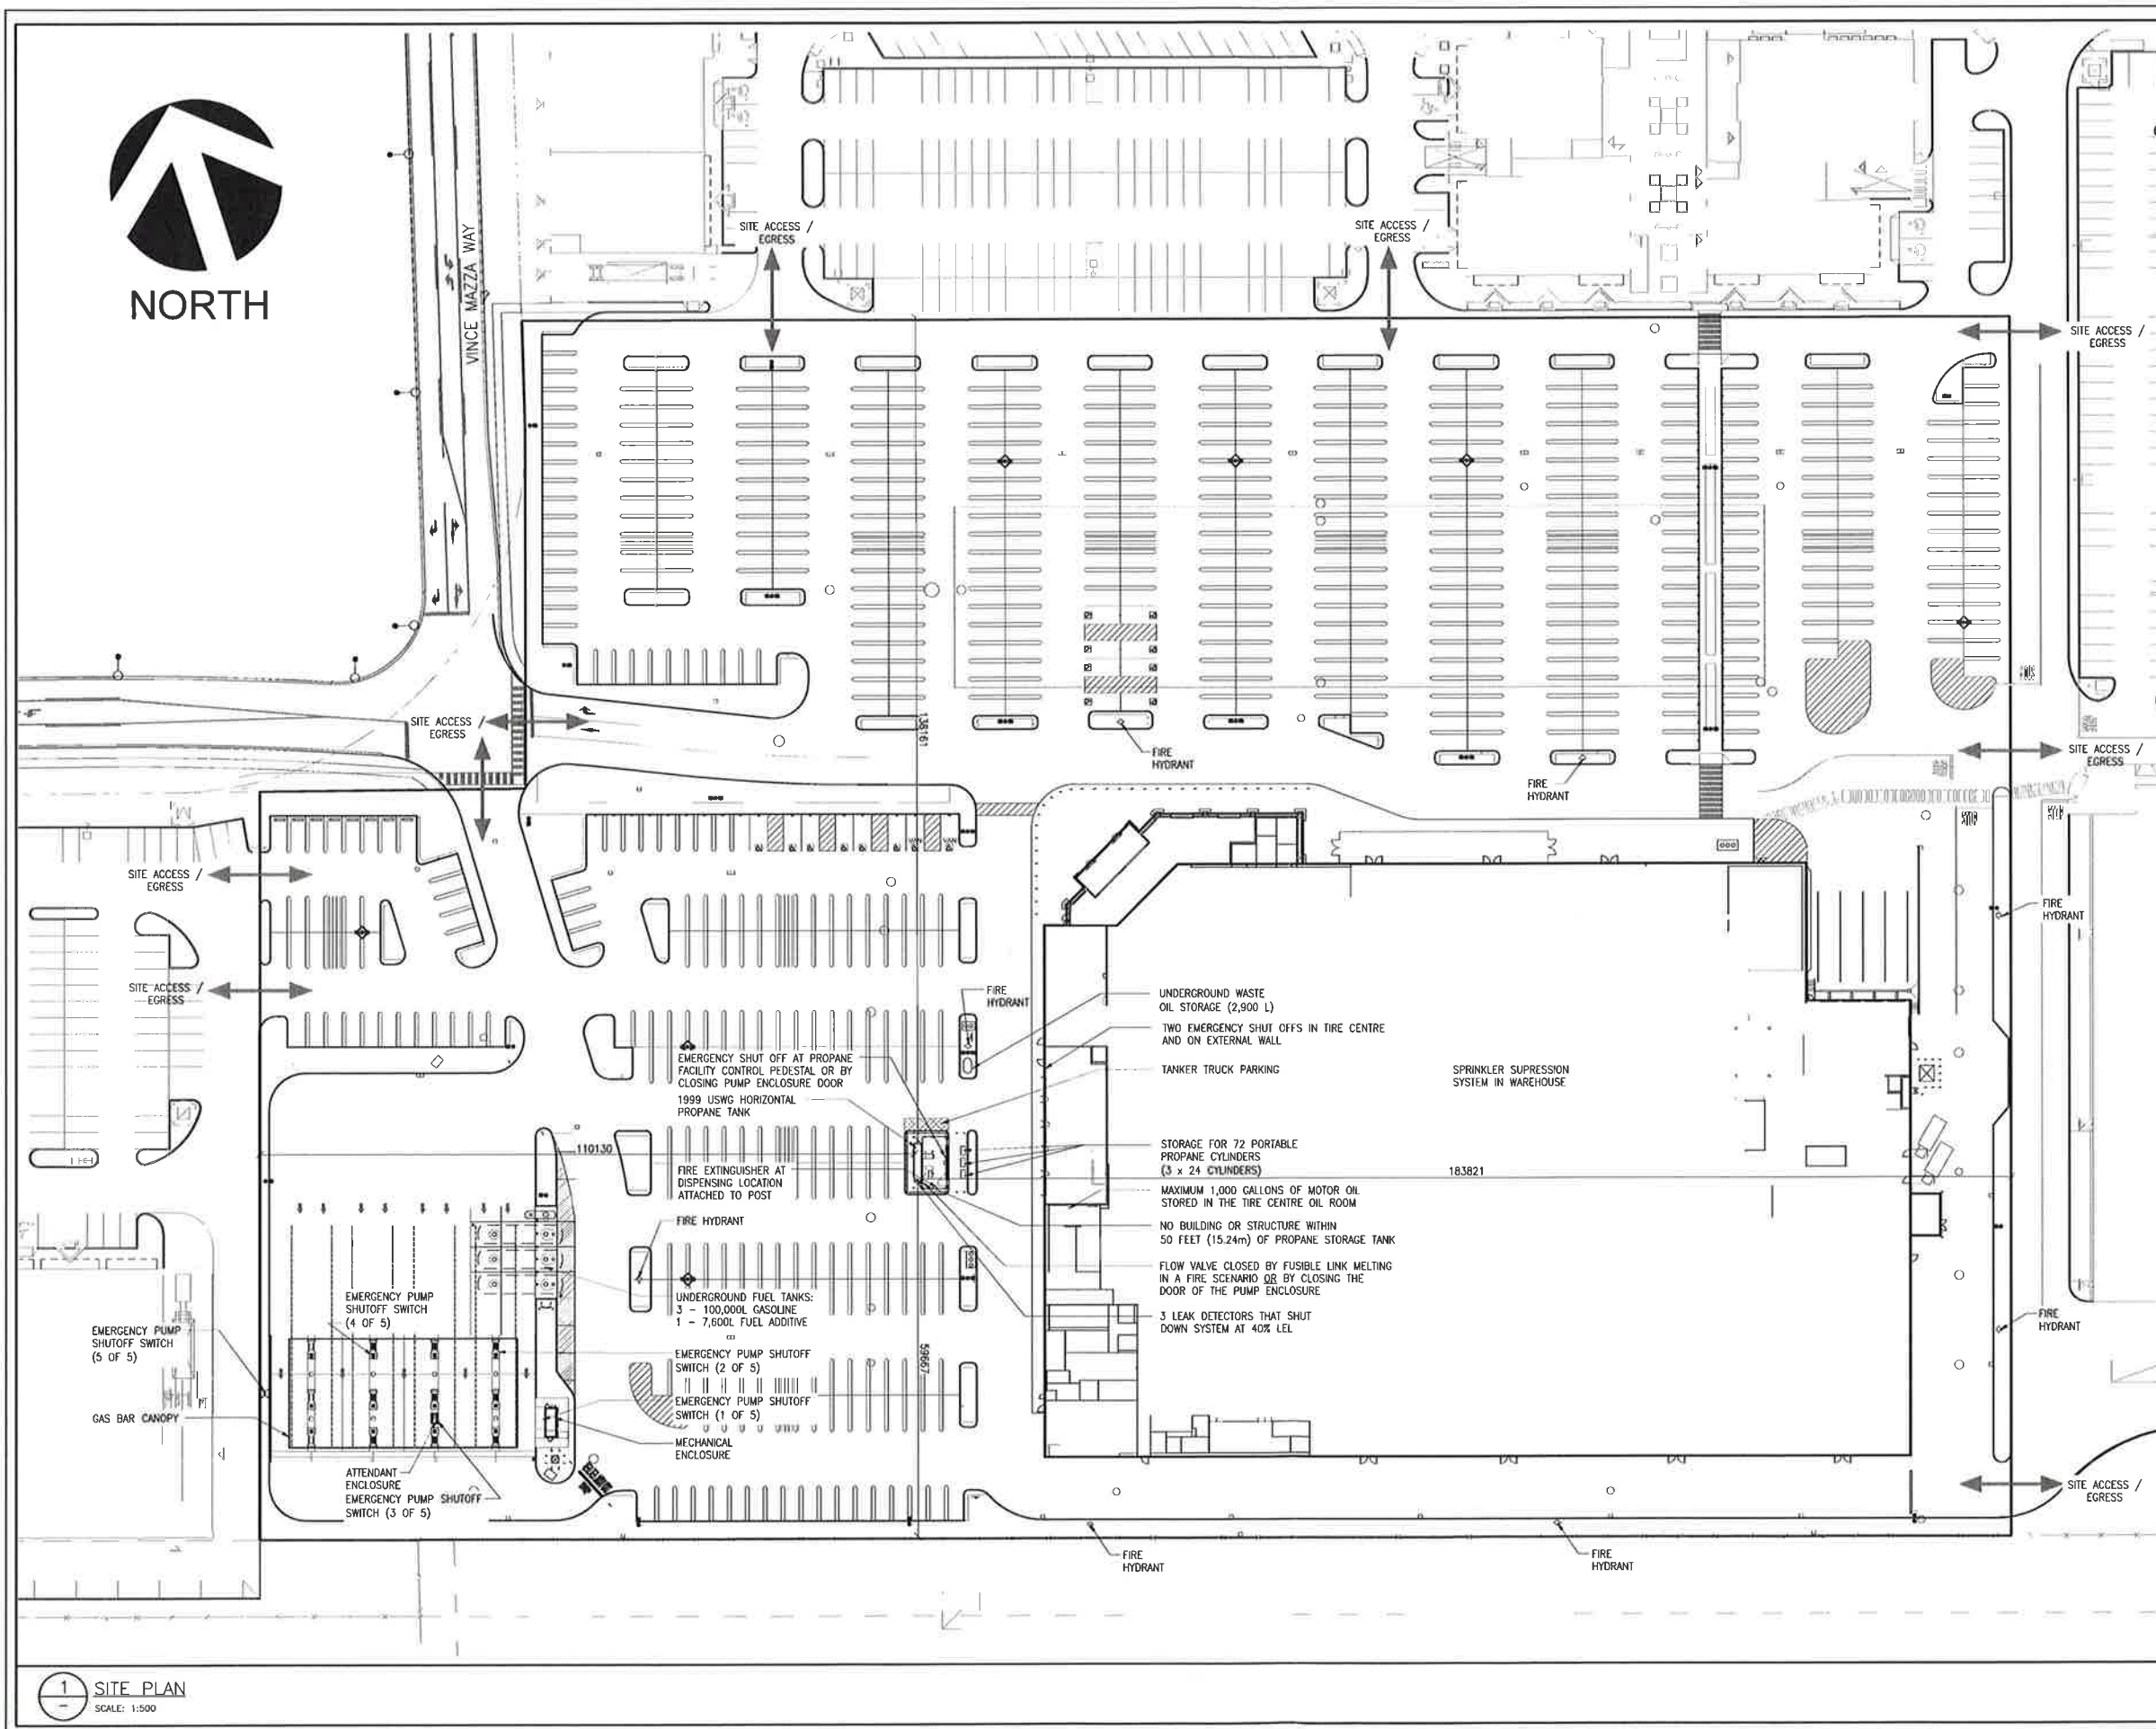 NORTH
VINCE MAZZA WAY
SITE ACCESS /
EGRESS
SITE ACCESS /
EGRESS
SITE ACCESS /
EGRESS
SITE ACCESS /
EGRESS
138161
FIRE
HYDRANT
FIRE
HYDRANT
SITE ACCESS /
EGRESS
SITE ACCESS /
EGRESS
SITE ACCESS /
EGRESS
FIRE
HYDRANT
FIRE
HYDRANT
UNDERGROUND WASTE
OIL STORAGE (2,900 L)
TWO EMERGENCY SHUT OFFS IN TIRE CENTRE
AND ON EXTERNAL WALL
EMERGENCY SHUT OFF AT PROPANE
FACILITY CONTROL PEDESTAL OR BY
CLOSING PUMP ENCLOSURE DOOR
TANKER TRUCK PARKING
SPRINKLER SUPRESSION
SYSTEM IN WAREHOUSE
1999 USWG HORIZONTAL
PROPANE TANK
110130
STORAGE FOR 72 PORTABLE
PROPANE CYLINDERS
(3 x 24 CYLINDERS)
183821
FIRE EXTINGUISHER AT
DISPENSING LOCATION
ATTACHED TO POST
MAXIMUM 1,000 GALLONS OF MOTOR OIL
STORED IN THE TIRE CENTRE OIL ROOM
FIRE HYDRANT
NO BUILDING OR STRUCTURE WITHIN
50 FEET (15.24m) OF PROPANE STORAGE TANK
FLOW VALVE CLOSED BY FUSIBLE LINK MELTING
IN A FIRE SCENARIO OR BY CLOSING THE
DOOR OF THE PUMP ENCLOSURE
UNDERGROUND FUEL TANKS:
3 - 100,000L GASOLINE
1 - 7,600L FUEL ADDITIVE
3 LEAK DETECTORS THAT SHUT
DOWN SYSTEM AT 40% LEL
EMERGENCY PUMP
SHUTOFF SWITCH
(4 OF 5)
EMERGENCY PUMP
SHUTOFF SWITCH
(5 OF 5)
FIRE
HYDRANT
EMERGENCY PUMP SHUTOFF
SWITCH (2 OF 5)
59667
EMERGENCY PUMP SHUTOFF
SWITCH (1 OF 5)
GAS BAR CANOPY
MECHANICAL
ENCLOSURE
ATTENDANT
ENCLOSURE
EMERGENCY PUMP SHUTOFF
SWITCH (3 OF 5)
SITE ACCESS /
EGRESS
FIRE
HYDRANT
FIRE
HYDRANT
1
SITE PLAN
SCALE: 1:500